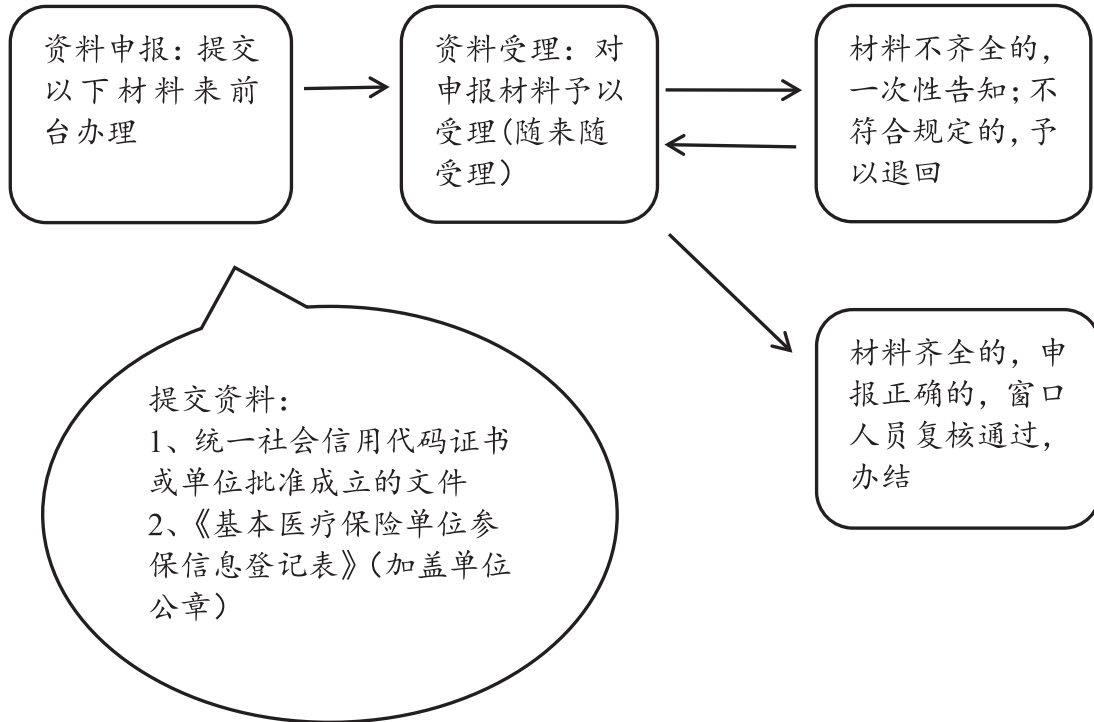 资料申报：提交
以下材料来前
台办理
资料受理：对
申报材料予以
受理(随来随
受理)
材料不齐全的，
一次性告知；不
符合规定的，予
以退回
材料齐全的，申
报正确的，窗口
人员复核通过，
办结
提交资料：
1、统一社会信用代码证书
或单位批准成立的文件
2、《基本医疗保险单位参
保信息登记表》（加盖单位
公章）